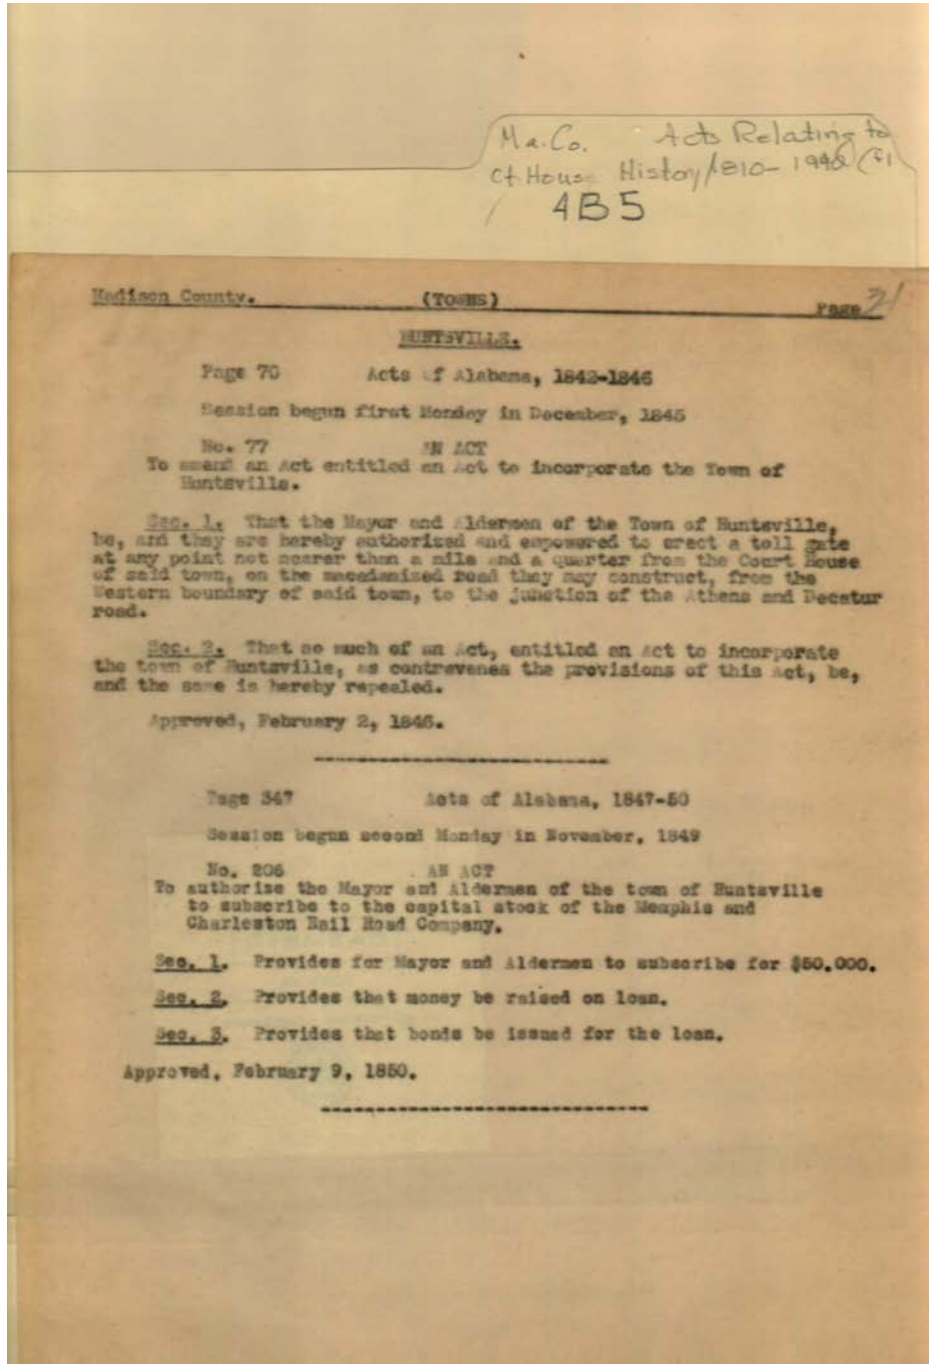 Ma. Co. Acts Relating to
Ct. House History 1810-1940 (c1
4B5
Madison County. (TOWNS) Page 21
HUNTSVILLE.
Page 70 Acts of Alabama, 1842-1846
Session begun first Monday in December, 1845
No. 77 AN ACT
To amend an Act entitled an Act to incorporate the Town of
Huntsville.
Sec. 1. That the Mayor and Aldermen of the Town of Huntsville,
be, and they are hereby authorized and empowered to erect a toll gate
at any point not nearer than a mile and a quarter from the Court House
of said town, on the macadamized road they may construct, from the
Western boundary of said town, to the junction of the Athens and Decatur
road.
Sec. 2. That so much of an Act, entitled an Act to incorporate
the town of Huntsville, as contravenes the provisions of this Act, be,
and the same is hereby repealed.
Approved, February 2, 1846.
Page 347 Acts of Alabama, 1847-50
Session begun second Monday in November, 1849
No. 206 AN ACT
To authorize the Mayor and Aldermen of the town of Huntsville
to subscribe to the capital stock of the Memphis and
Charleston Rail Road Company.
Sec. 1. Provides for Mayor and Aldermen to subscribe for $50.000.
Sec. 2. Provides that money be raised on loan.
Sec. 3. Provides that bonds be issued for the loan.
Approved, February 9, 1850.